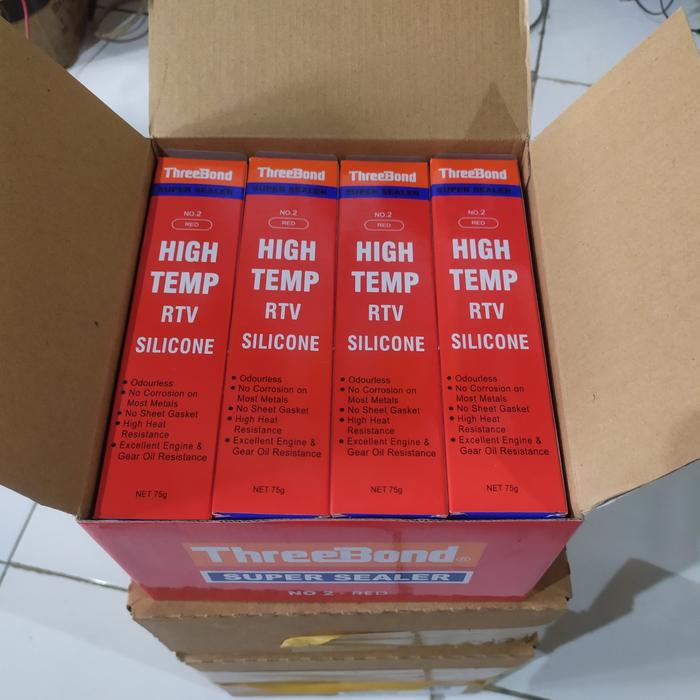 ThreeBond
SUPER SEALER
NO.2
RED
HIGH
TEMP
RTV
SILICONE
• Odourless
• No Corrosion on
Most Metals
• No Sheet Gasket
• High Heat
Resistance
• Excellent Engine &
Gear Oil Resistance
NET 75g
ThreeBond
SUPER SEALER
NO.2
RED
HIGH
TEMP
RTV
SILICONE
• Odourless
• No Corrosion on
Most Metals
• No Sheet Gasket
• High Heat
Resistance
• Excellent Engine &
Gear Oil Resistance
NET 75g
ThreeBond
SUPER SEALER
NO.2
RED
HIGH
TEMP
RTV
SILICONE
• Odourless
• No Corrosion on
Most Metals
• No Sheet Gasket
• High Heat
Resistance
• Excellent Engine &
Gear Oil Resistance
NET 75g
ThreeBond
SUPER SEALER
NO.2
RED
HIGH
TEMP
RTV
SILICONE
• Odourless
• No Corrosion on
Most Metals
• No Sheet Gasket
• High Heat
Resistance
• Excellent Engine &
Gear Oil Resistance
NET 75g
ThreeBond®
SUPER SEALER
NO 2 - RED